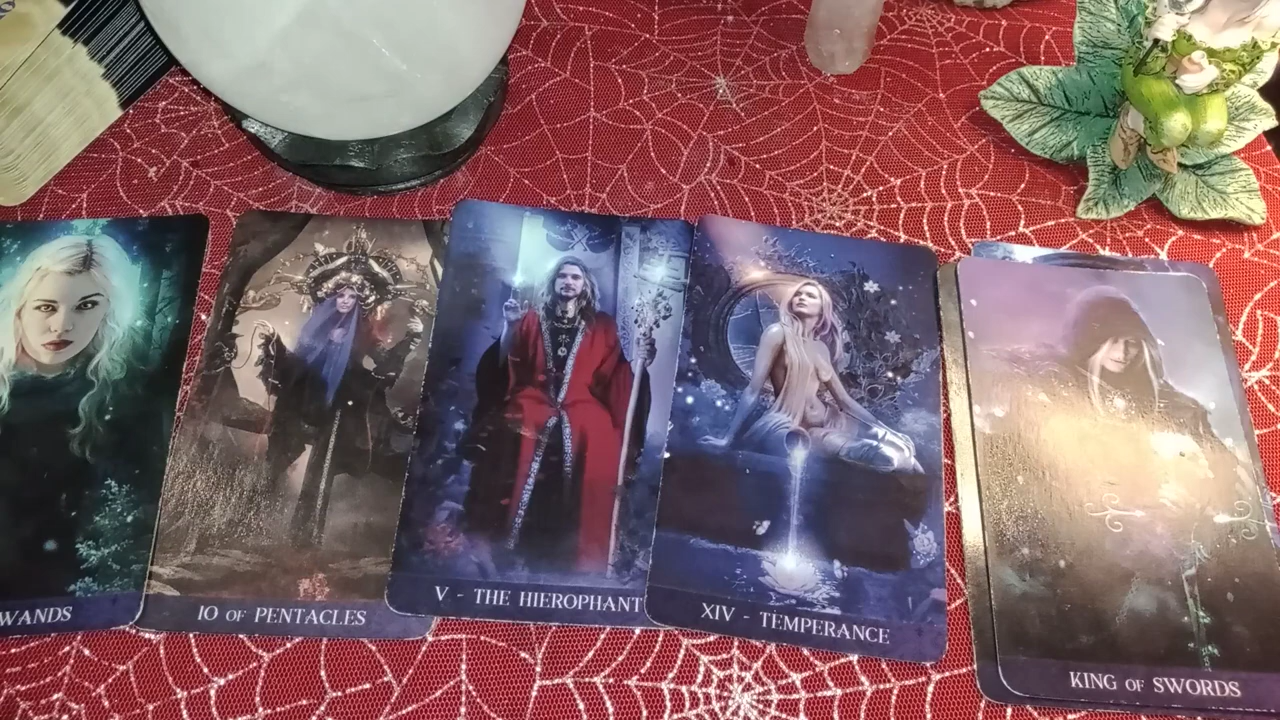 WANDS
10 OF PENTACLES
V - THE HIEROPHANT
XIV - TEMPERANCE
KING OF SWORDS